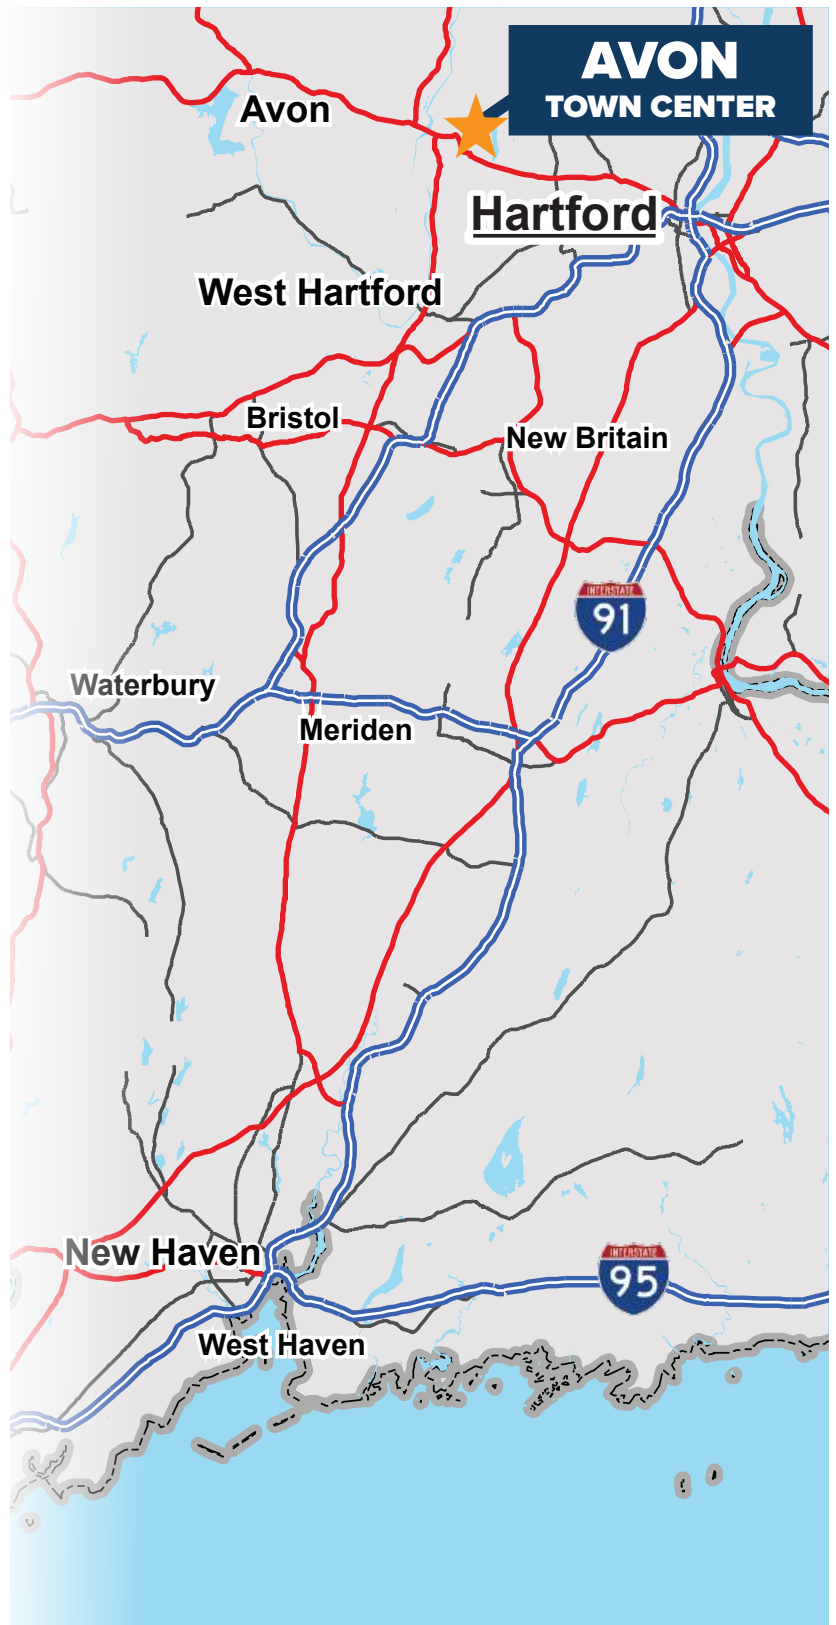 AVON
TOWN CENTER
Avon
Hartford
West Hartford
Bristol
New Britain
INTERSTATE
91
Waterbury
Meriden
New Haven
INTERSTATE
95
West Haven